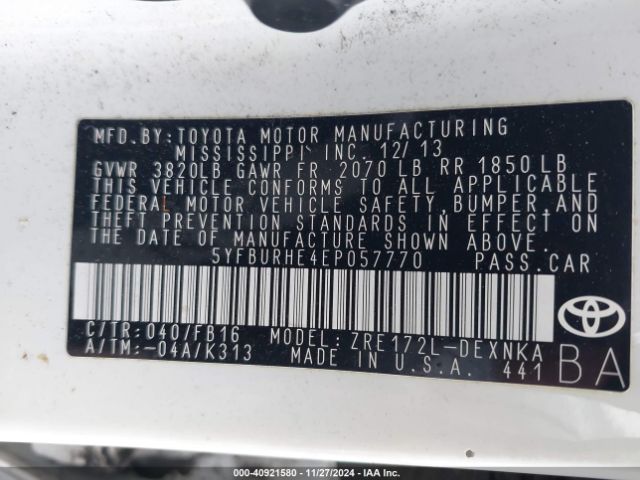 MFD.BY:TOYOTA MOTOR MANUFACTURING
MISSISSIPPI INC. 12/13
GVWR 3820LB GAWR FR 2070 LB RR 1850 LB
THIS VEHICLE CONFORMS TO ALL APPLICABLE
FEDERAL MOTOR VEHICLE SAFETY,BUMPER,AND
THEFT PREVENTION STANDARDS IN EFFECT ON
THE DATE OF MANUFACTURE SHOWN ABOVE.
5YFBURHE4EP057770 PASS.CAR
C/TR: 040/FB16 MODEL: ZRE172L-DEXNKA
A/TM:-04A/K313 MADE IN U.S.A. 441 BA
000-40921580 - 11/27/2024 - IAA Inc.